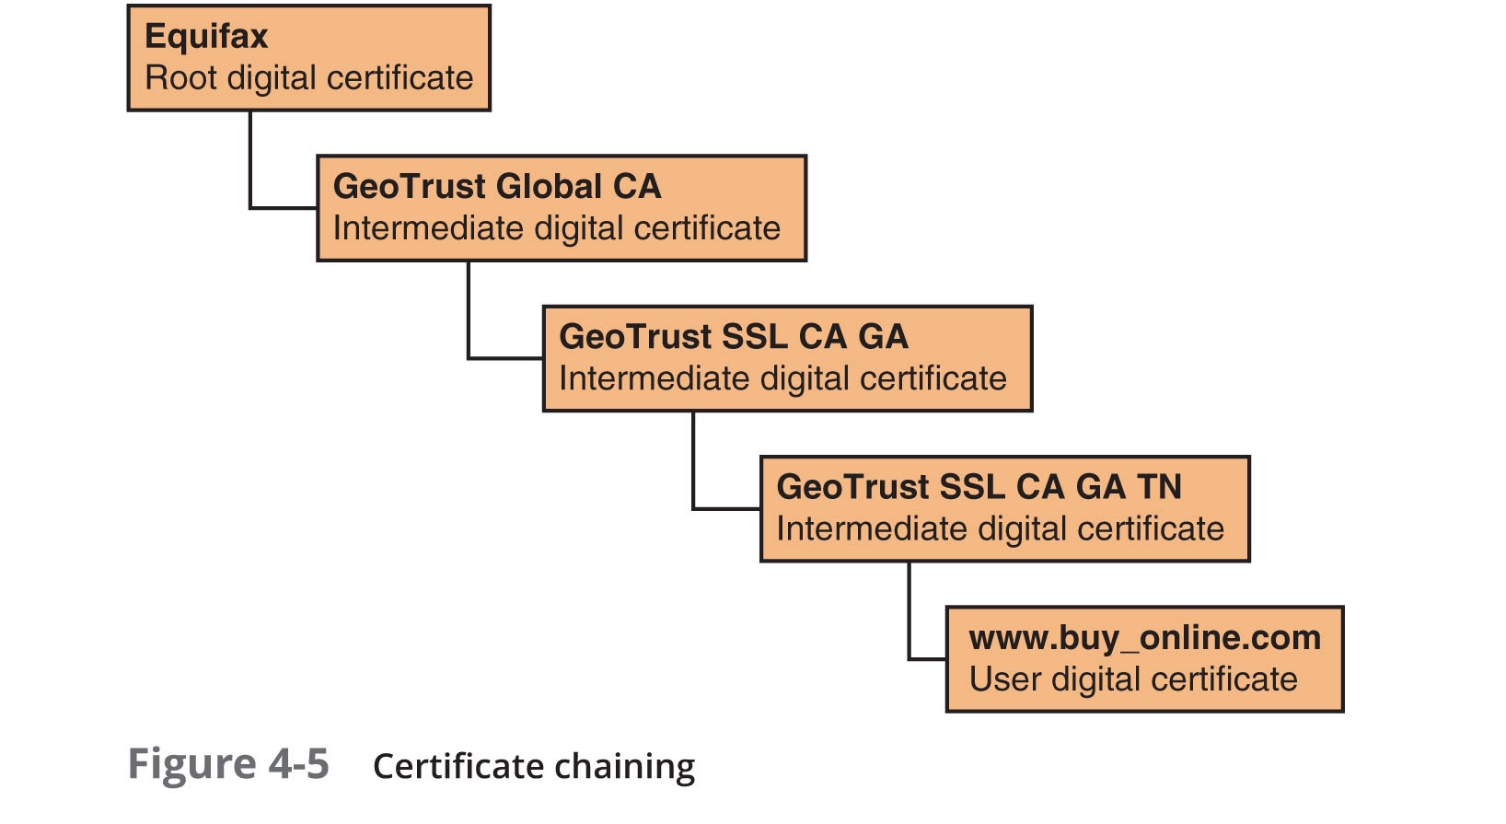 Equifax
Root digital certificate
GeoTrust Global CA
Intermediate digital certificate
GeoTrust SSL CA GA
Intermediate digital certificate
GeoTrust SSL CA GA TN
Intermediate digital certificate
www.buy_online.com
User digital certificate
Figure 4-5 Certificate chaining